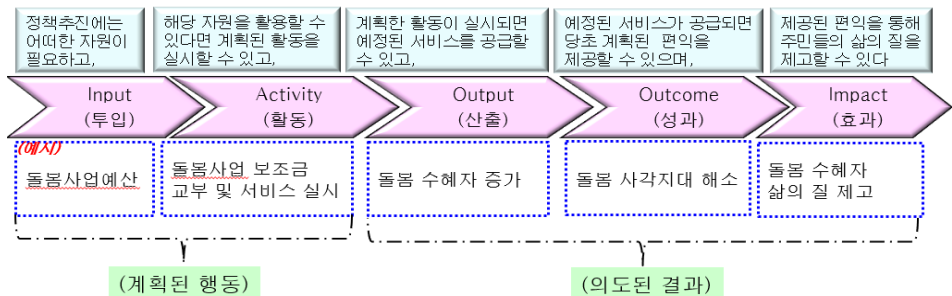 정책추진에는
어떠한 자원이
필요하고,
해당 자원을 활용할 수
있다면 계획된 활동을
실시할 수 있고,
계획한 활동이 실시되면
예정된 서비스를 공급할
수 있고,
예정된 서비스가 공급되면
당초 계획된 편익을
제공할 수 있으며,
제공된 편익을 통해
주민들의 삶의 질을
제고할 수 있다
Input
(투입)
Activity
(활동)
Output
(산출)
Outcome
(성과)
Impact
(효과)
(예시)
돌봄사업예산
돌봄사업 보조금
교부 및 서비스 실시
돌봄 수혜자 증가
돌봄 사각지대 해소
돌봄 수혜자
삶의 질 제고
(계획된 행동)
(의도된 결과)